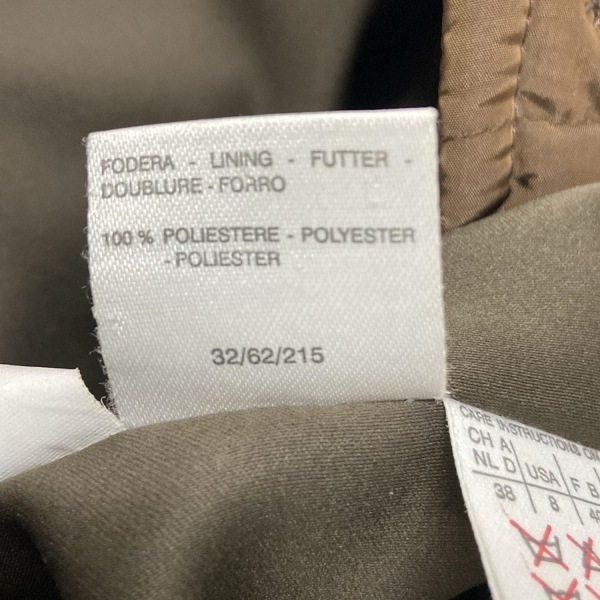 FODERA - LINING - FUTTER -
DOUBLURE - FORRO
100 % POLIESTERE - POLYESTER
- POLIESTER
32/62/215
CARE INSTRUCTIONS
CH A
NL D USA F B
38 8